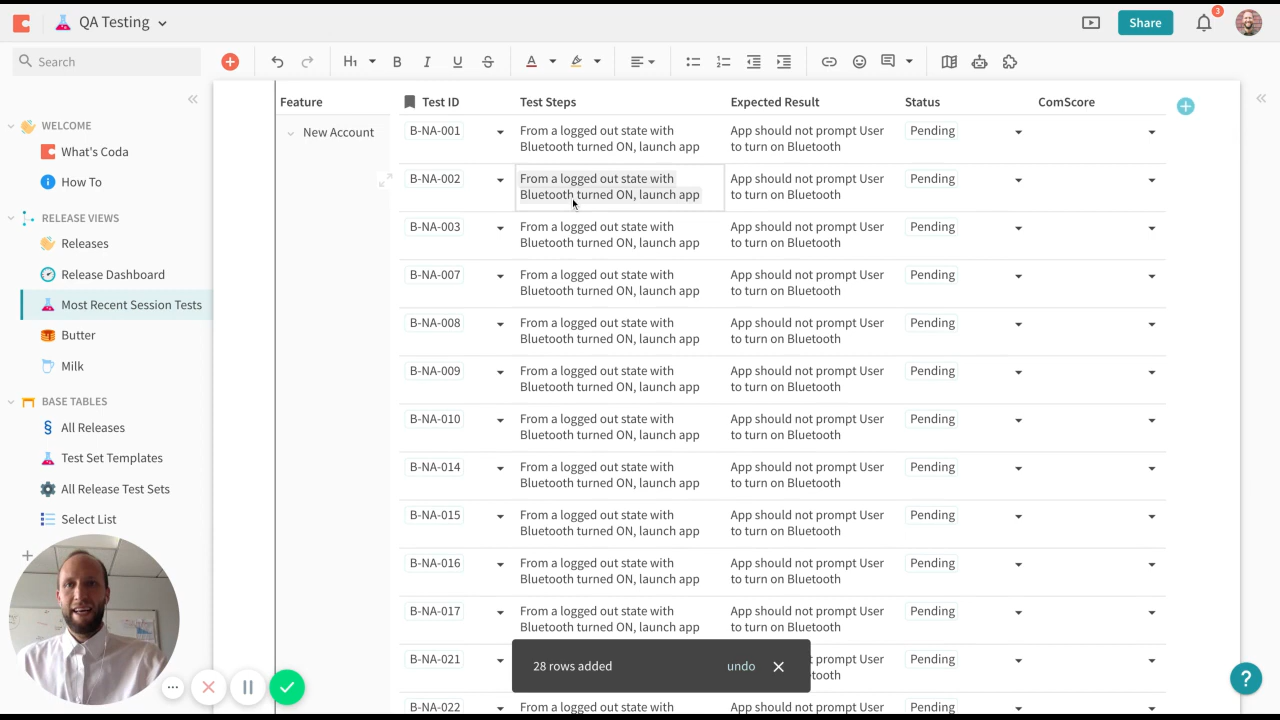 QA Testing
Share
3
Search
H1
B
I
U
S
A
WELCOME
What's Coda
How To
RELEASE VIEWS
Releases
Release Dashboard
Most Recent Session Tests
Butter
Milk
BASE TABLES
All Releases
Test Set Templates
All Release Test Sets
Select List
Feature
Test ID
Test Steps
Expected Result
Status
ComScore
New Account
B-NA-001
From a logged out state with
Bluetooth turned ON, launch app
App should not prompt User
to turn on Bluetooth
Pending
B-NA-002
From a logged out state with
Bluetooth turned ON, launch app
App should not prompt User
to turn on Bluetooth
Pending
B-NA-003
From a logged out state with
Bluetooth turned ON, launch app
App should not prompt User
to turn on Bluetooth
Pending
B-NA-007
From a logged out state with
Bluetooth turned ON, launch app
App should not prompt User
to turn on Bluetooth
Pending
B-NA-008
From a logged out state with
Bluetooth turned ON, launch app
App should not prompt User
to turn on Bluetooth
Pending
B-NA-009
From a logged out state with
Bluetooth turned ON, launch app
App should not prompt User
to turn on Bluetooth
Pending
B-NA-010
From a logged out state with
Bluetooth turned ON, launch app
App should not prompt User
to turn on Bluetooth
Pending
B-NA-014
From a logged out state with
Bluetooth turned ON, launch app
App should not prompt User
to turn on Bluetooth
Pending
B-NA-015
From a logged out state with
Bluetooth turned ON, launch app
App should not prompt User
to turn on Bluetooth
Pending
B-NA-016
From a logged out state with
Bluetooth turned ON, launch app
App should not prompt User
to turn on Bluetooth
Pending
B-NA-017
From a logged out state with
Bluetooth turned ON, launch app
App should not prompt User
to turn on Bluetooth
Pending
B-NA-021
prompt User
Bluetooth
Pending
B-NA-022
From a logged out state with
App should not prompt User
Pending
28 rows added
undo
?